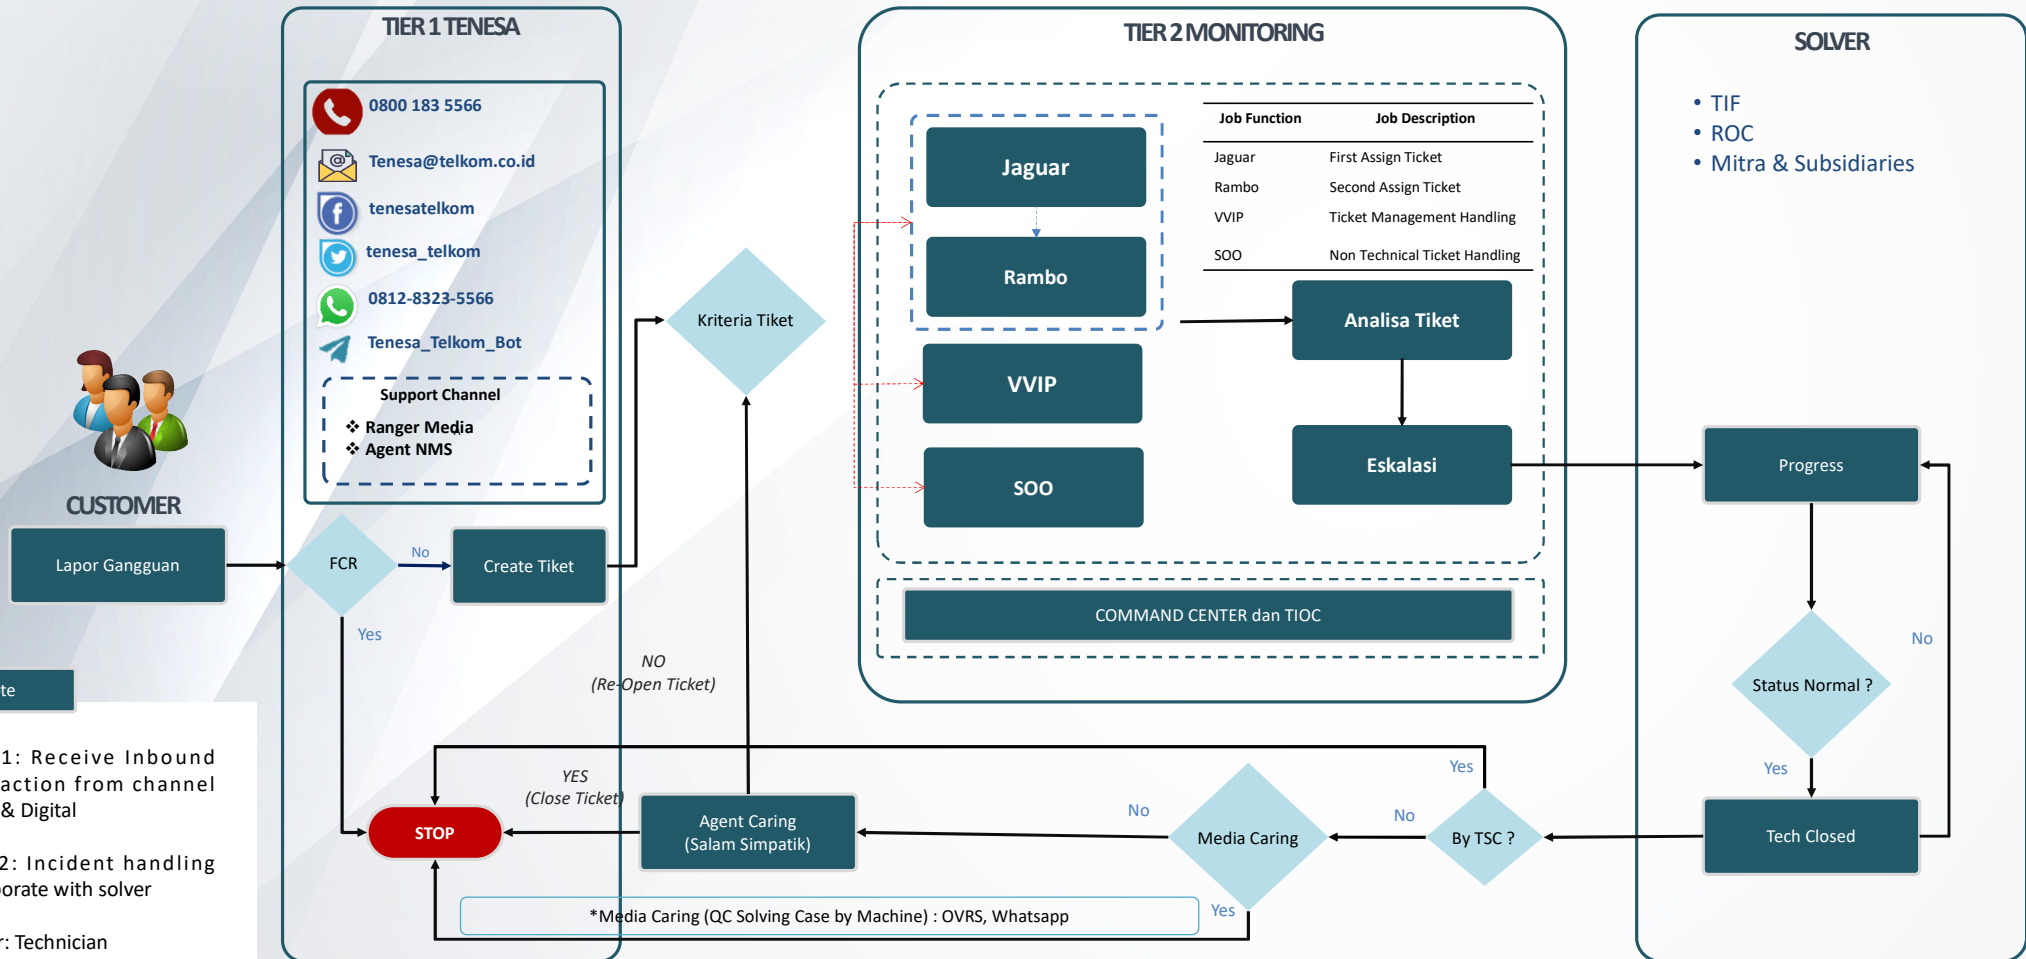 TIER 1 TENESA
0800 183 5566
Tenesa@telkom.co.id
tenesatelkom
tenesa_telkom
0812-8323-5566
Tenesa_Telkom_Bot
Support Channel
❖ Ranger Media
❖ Agent NMS
CUSTOMER
Lapor Gangguan
FCR
No
Create Tiket
Yes
Kriteria Tiket
NO
(Re-Open Ticket)
TIER 2 MONITORING
Jaguar
Rambo
VVIP
SOO
Job Function Job Description
Jaguar First Assign Ticket
Rambo Second Assign Ticket
VVIP Ticket Management Handling
SOO Non Technical Ticket Handling
Analisa Tiket
Eskalasi
COMMAND CENTER dan TIOC
SOLVER
• TIF
• ROC
• Mitra & Subsidiaries
Progress
No
Status Normal ?
Yes
Tech Closed
By TSC ?
Yes
No
Media Caring
No
Yes
Agent Caring
(Salam Simpatik)
YES
(Close Ticket)
STOP
*Media Caring (QC Solving Case by Machine) : OVRS, Whatsapp
1: Receive Inbound
action from channel
& Digital
2: Incident handling
with solver
: Technician